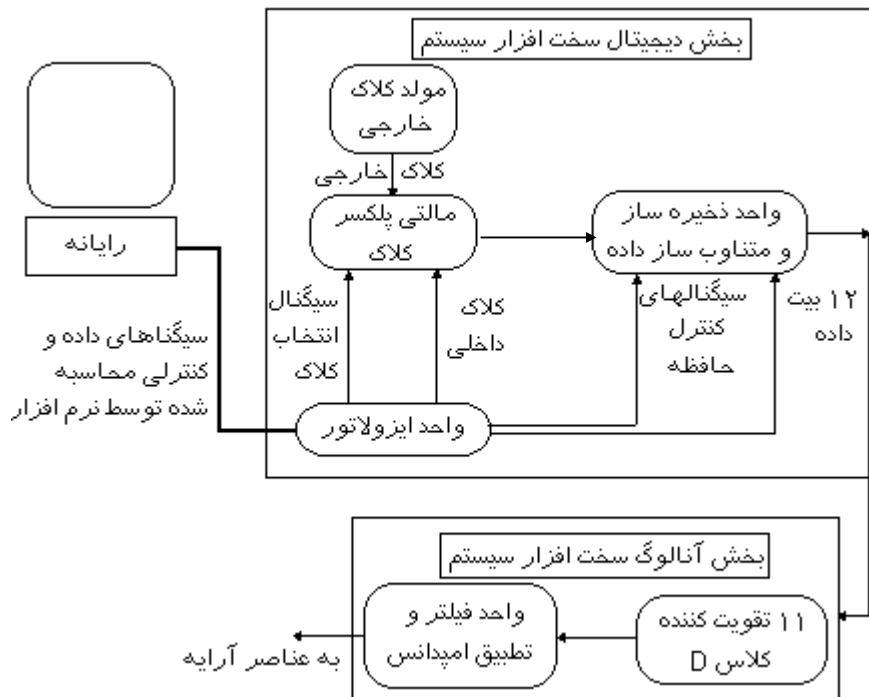 بخش دیجیتال سخت افزار سیستم
مولد کلاک
خارجی
کلاک خارجی
مالتی پلکسر
کلاک
واحد ذخیره ساز
و متناوب ساز داده
رایانه
سیگنال
انتخاب
کلاک
کلاک
داخلی
سیگنالهای
کنترل
حافظه
۱۲ بیت
داده
سیگناهای داده و
کنترلی محاسبه
شده توسط نرم افزار
واحد ایزولاتور
بخش آنالوگ سخت افزار سیستم
۱۱ تقویت کننده
کلاس D
واحد فیلتر و
تطبیق امپدانس
به عناصر آرایه